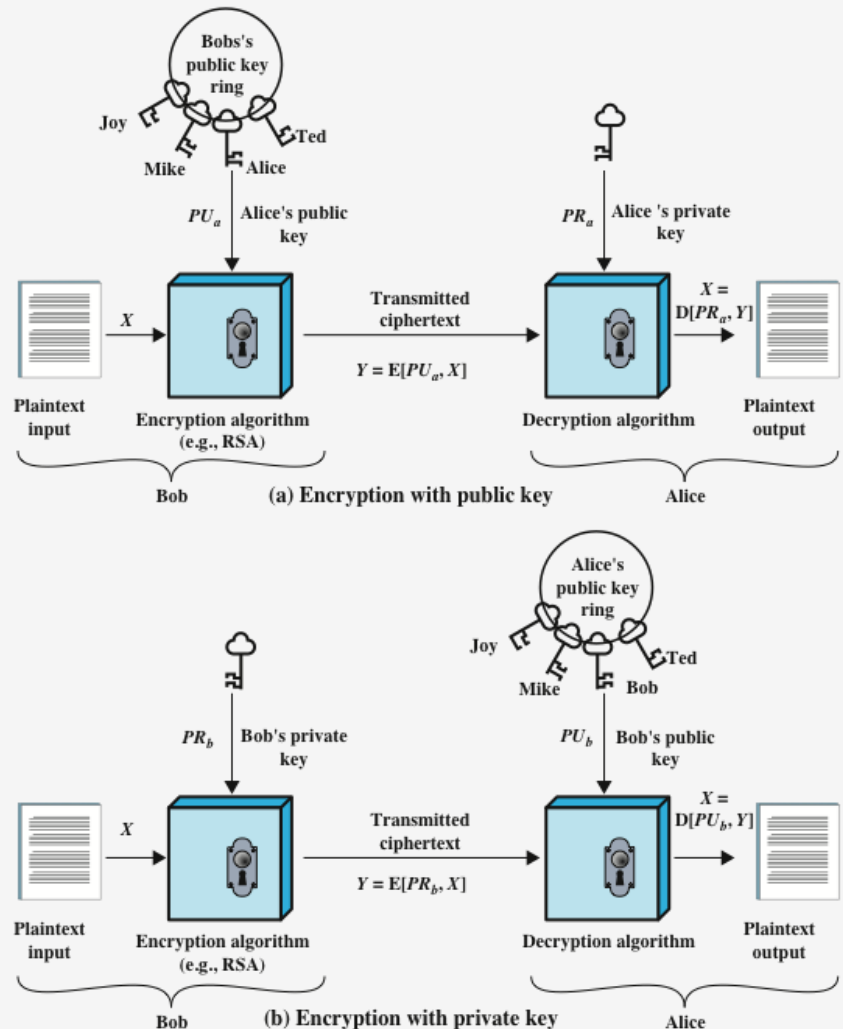 Bobs's
public key
ring
Joy
Ted
Mike
Alice
PUa
Alice's public
key
PRa
Alice 's private
key
X
Transmitted
ciphertext
X =
D[PRa, Y]
Y = E[PUa, X]
Plaintext
input
Encryption algorithm
(e.g., RSA)
Decryption algorithm
Plaintext
output
Bob
(a) Encryption with public key
Alice
Alice's
public key
ring
Joy
Ted
Mike
Bob
PRb
Bob's private
key
PUb
Bob's public
key
X
Transmitted
ciphertext
X =
D[PUb, Y]
Y = E[PRb, X]
Plaintext
input
Encryption algorithm
(e.g., RSA)
Decryption algorithm
Plaintext
output
Bob
(b) Encryption with private key
Alice